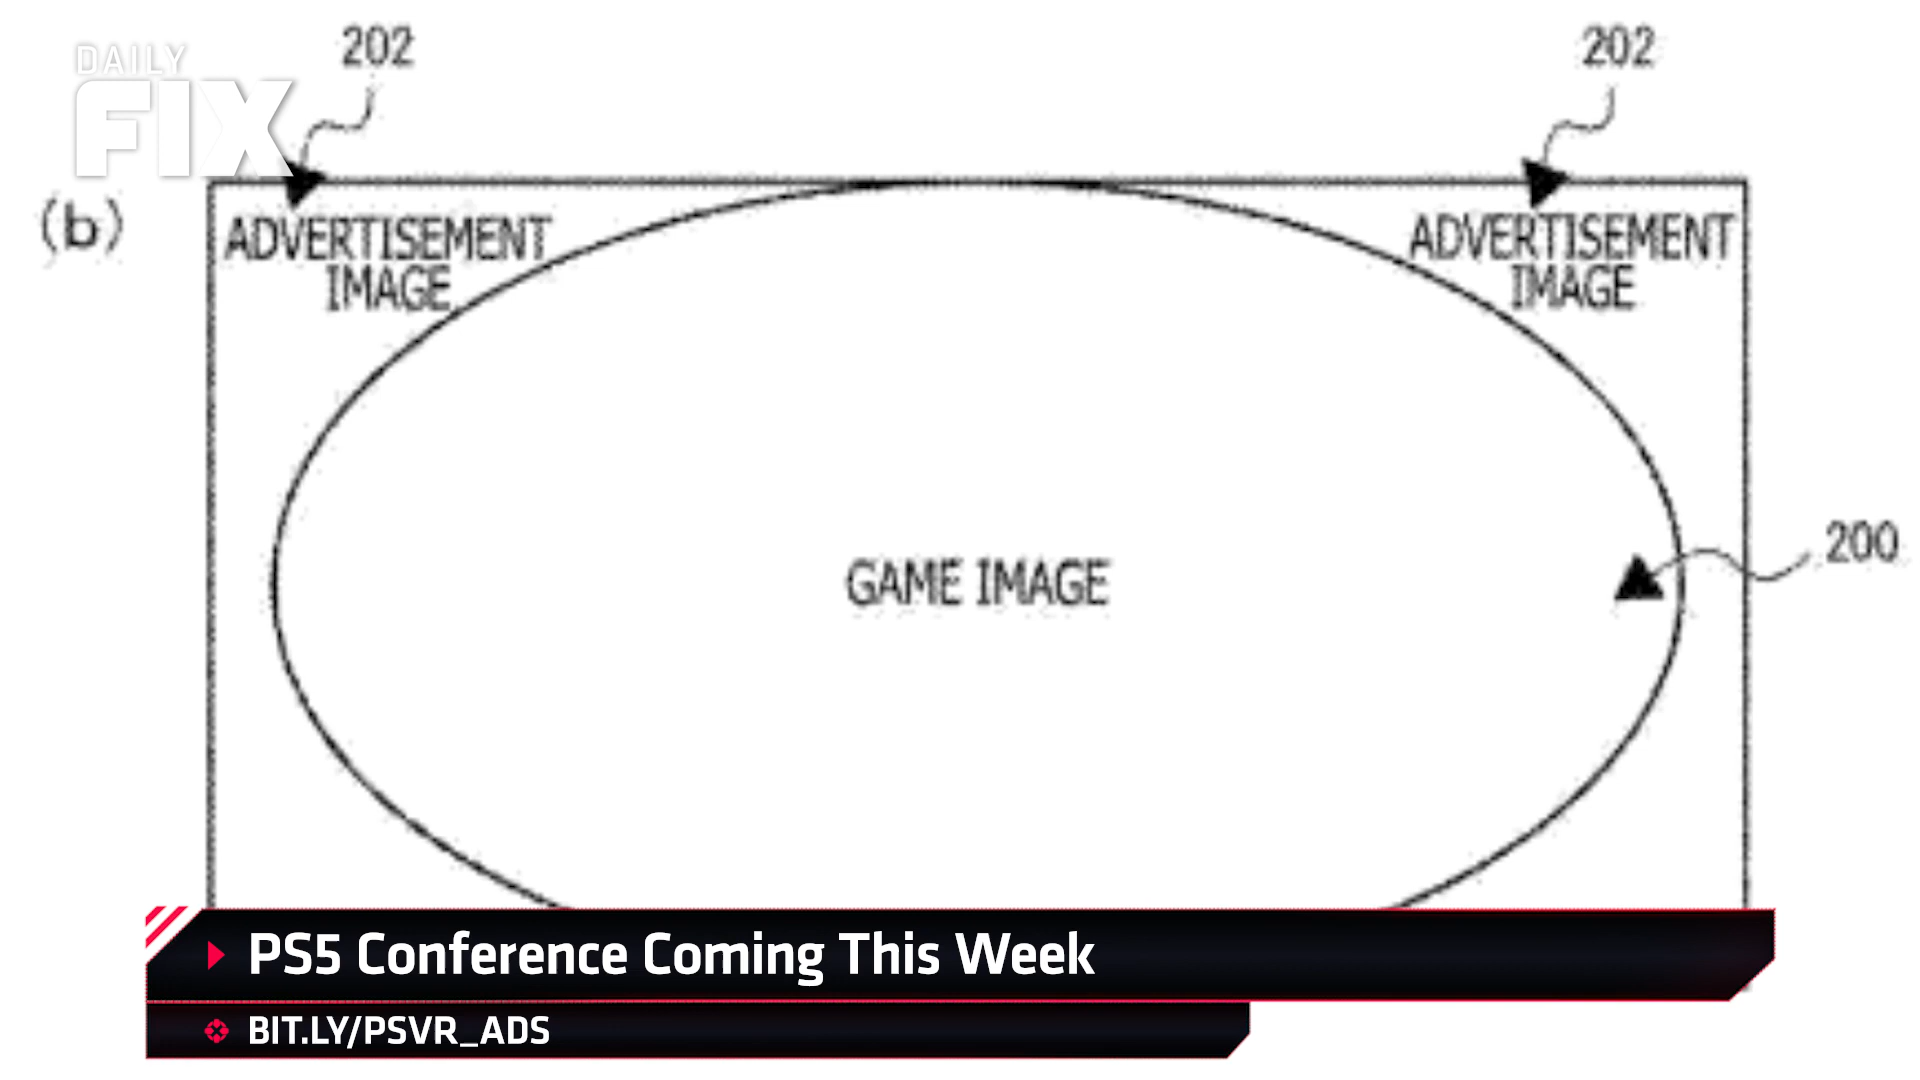 202
202
DAILY
FIX
(b)
ADVERTISEMENT
IMAGE
ADVERTISEMENT
IMAGE
200
GAME IMAGE
PS5 Conference Coming This Week
BIT.LY/PSVR_ADS